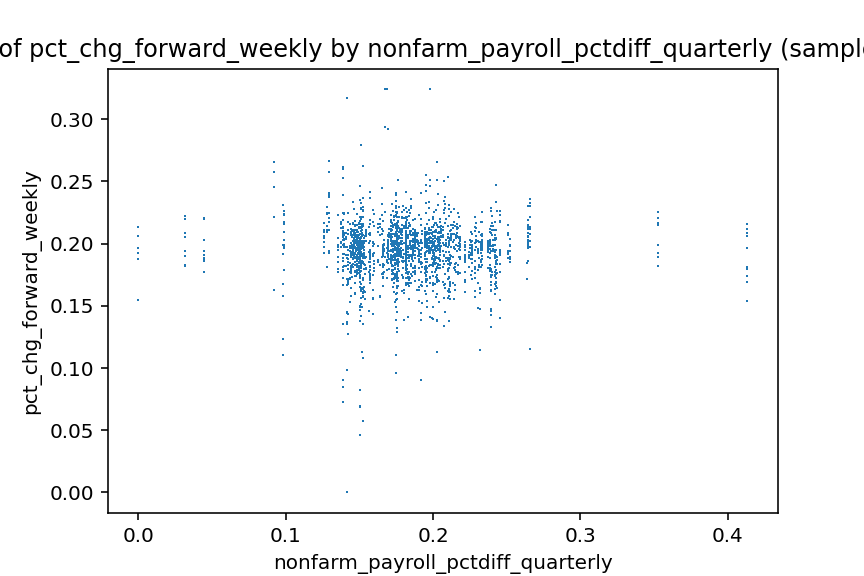 of pct_chg_forward_weekly by nonfarm_payroll_pctdiff_quarterly (sample
0.30
0.25
0.20
0.15
0.10
0.05
0.00
pct_chg_forward_weekly
0.0 0.1 0.2 0.3 0.4
nonfarm_payroll_pctdiff_quarterly